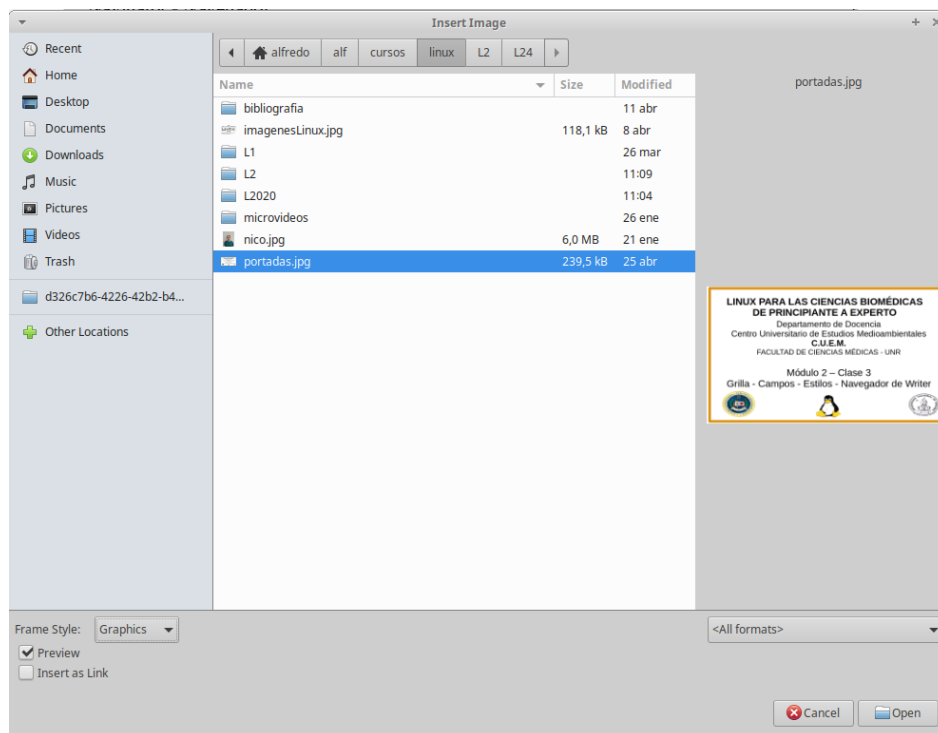 Insert Image
Recent
Home
Desktop
Documents
Downloads
Music
Pictures
Videos
Trash
d326c7b6-4226-42b2-b4...
Other Locations
alfredo alf cursos linux L2 L24
Name Size Modified
bibliografia 11 abr
imagenesLinux.jpg 118,1 kB 8 abr
L1 26 mar
L2 11:09
L2020 11:04
microvideos 26 ene
nico.jpg 6,0 MB 21 ene
portadas.jpg 239,5 kB 25 abr
portadas.jpg
LINUX PARA LAS CIENCIAS BIOMÉDICAS
DE PRINCIPIANTE A EXPERTO
Departamento de Docencia
Centro Universitario de Estudios Medioambientales
C.U.E.M.
FACULTAD DE CIENCIAS MÉDICAS - UNR
Módulo 2 – Clase 3
Grilla - Campos - Estilos - Navegador de Writer
Frame Style: Graphics
<All formats>
Preview
Insert as Link
Cancel Open